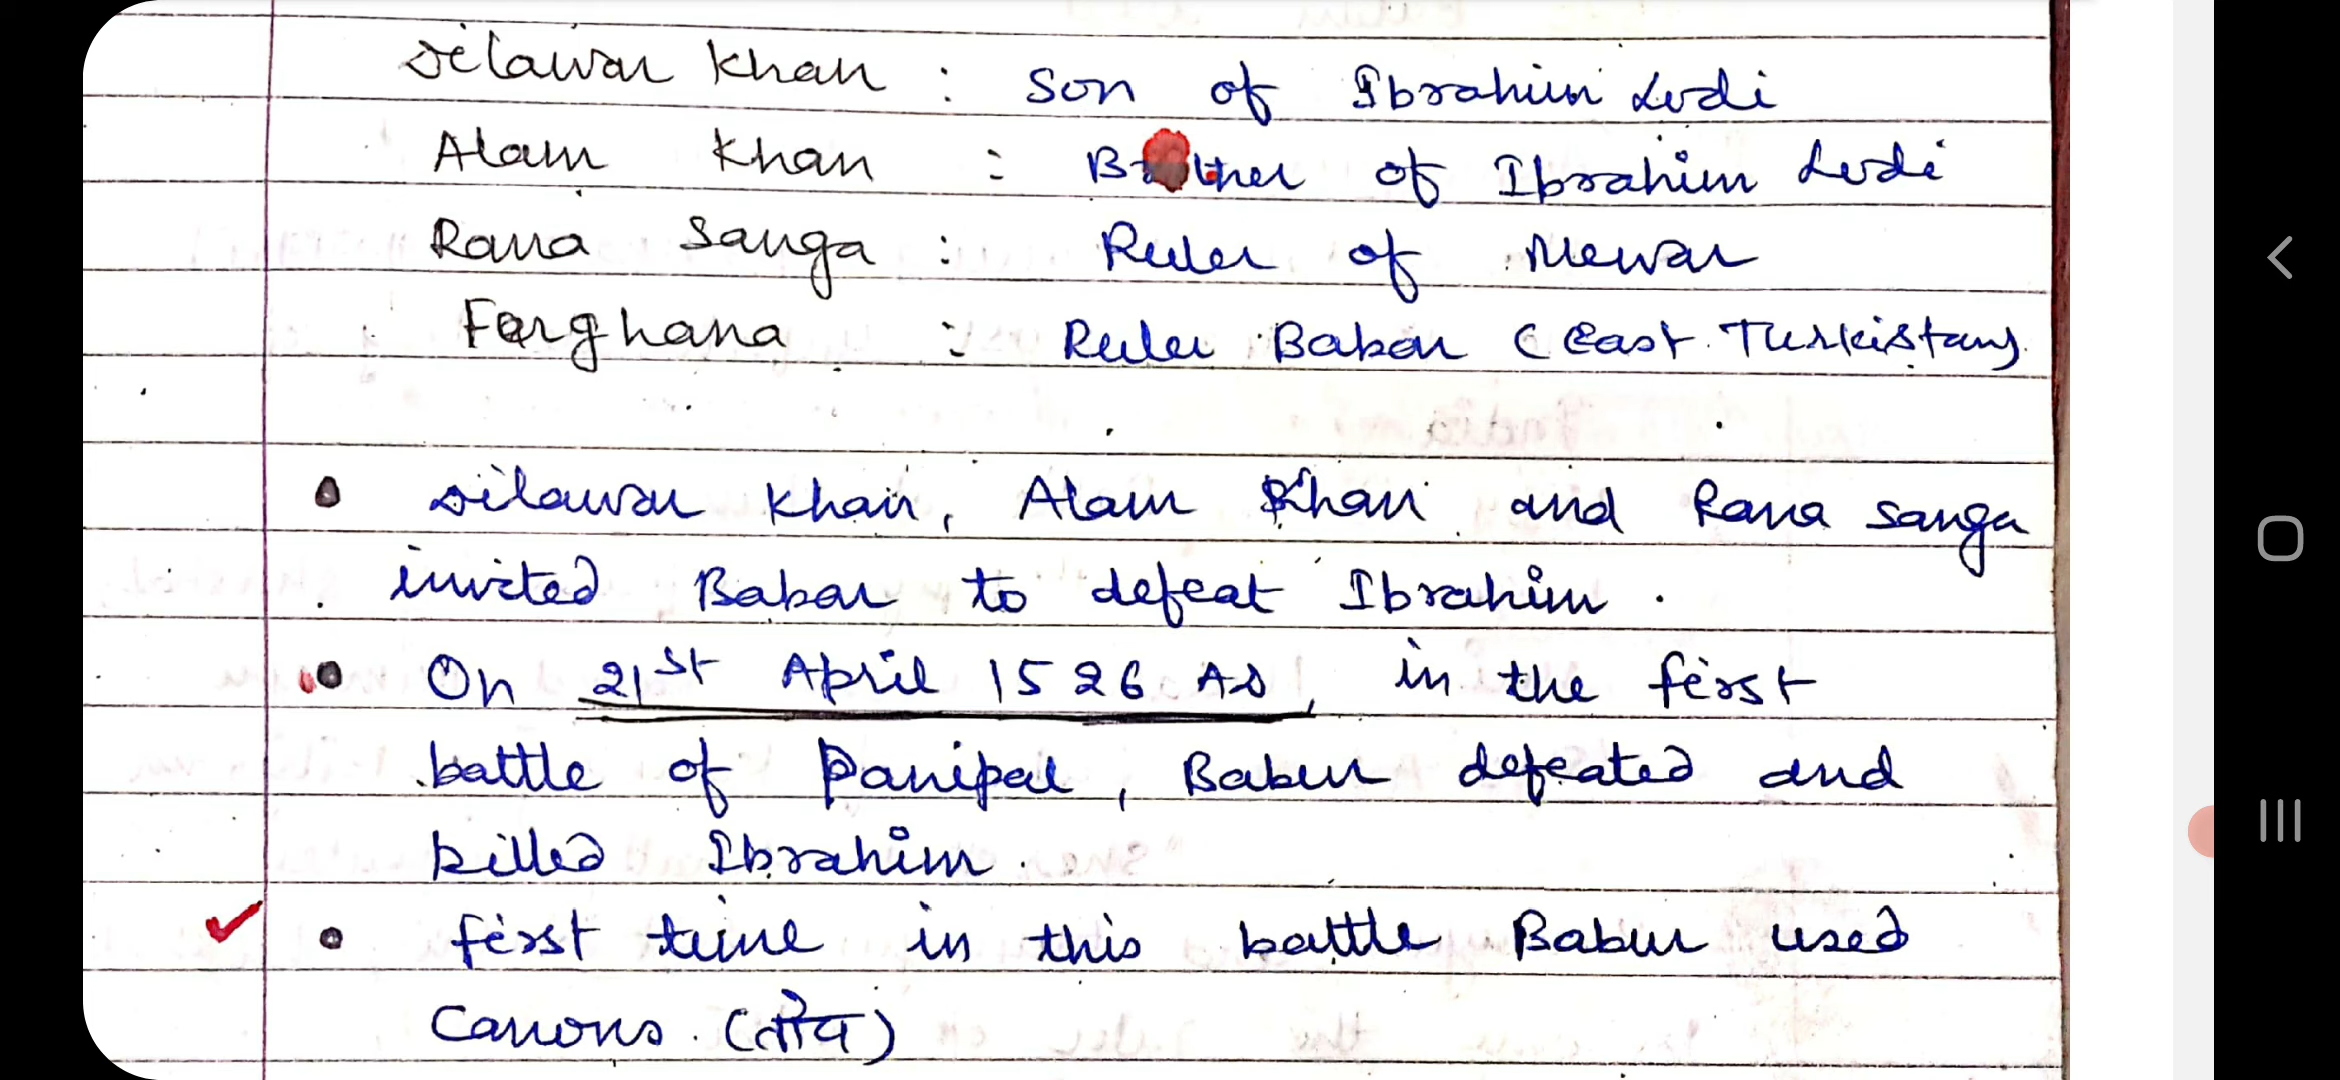 Dilawar Khan : Son of Ibrahim Lodi
Alam Khan : Brother of Ibrahim Lodi
Rana Sanga : Ruler of Mewar
Farghana : Ruler Babar (East Turkistan)
Dilawar Khan, Alam Khan and Rana Sanga
invited Babar to defeat Ibrahim.
On 21st April 1526 AD, in the first
battle of Panipat, Babur defeated and
killed Ibrahim.
first time in this battle Babur used
Canons. (तोप)